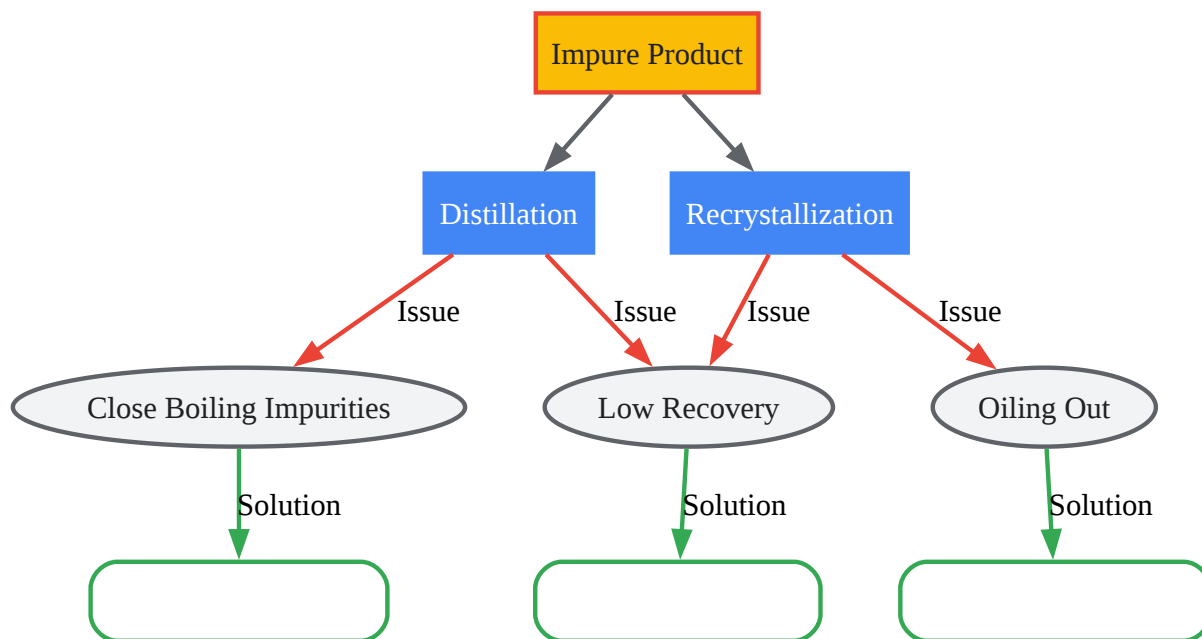 Impure Product
Distillation
Recrystallization
Issue
Issue
Issue
Issue
Close Boiling Impurities
Low Recovery
Oiling Out
Solution
Solution
Solution